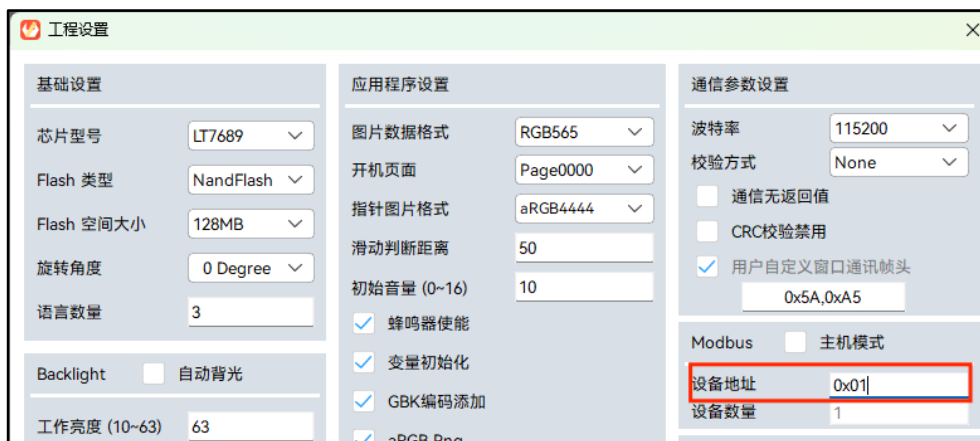 工程设置
基础设置
芯片型号 LT7689
Flash 类型 NandFlash
Flash 空间大小 128MB
旋转角度 0 Degree
语言数量 3
Backlight 自动背光
工作亮度 (10~63) 63
应用程序设置
图片数据格式 RGB565
开机页面 Page0000
指针图片格式 aRGB4444
滑动判断距离 50
初始音量 (0~16) 10
蜂鸣器使能
变量初始化
GBK编码添加
aRGB Png
通信参数设置
波特率 115200
校验方式 None
通信无返回值
CRC校验禁用
用户自定义窗口通讯帧头
0x5A,0xA5
Modbus 主机模式
设备地址 0x01
设备数量 1